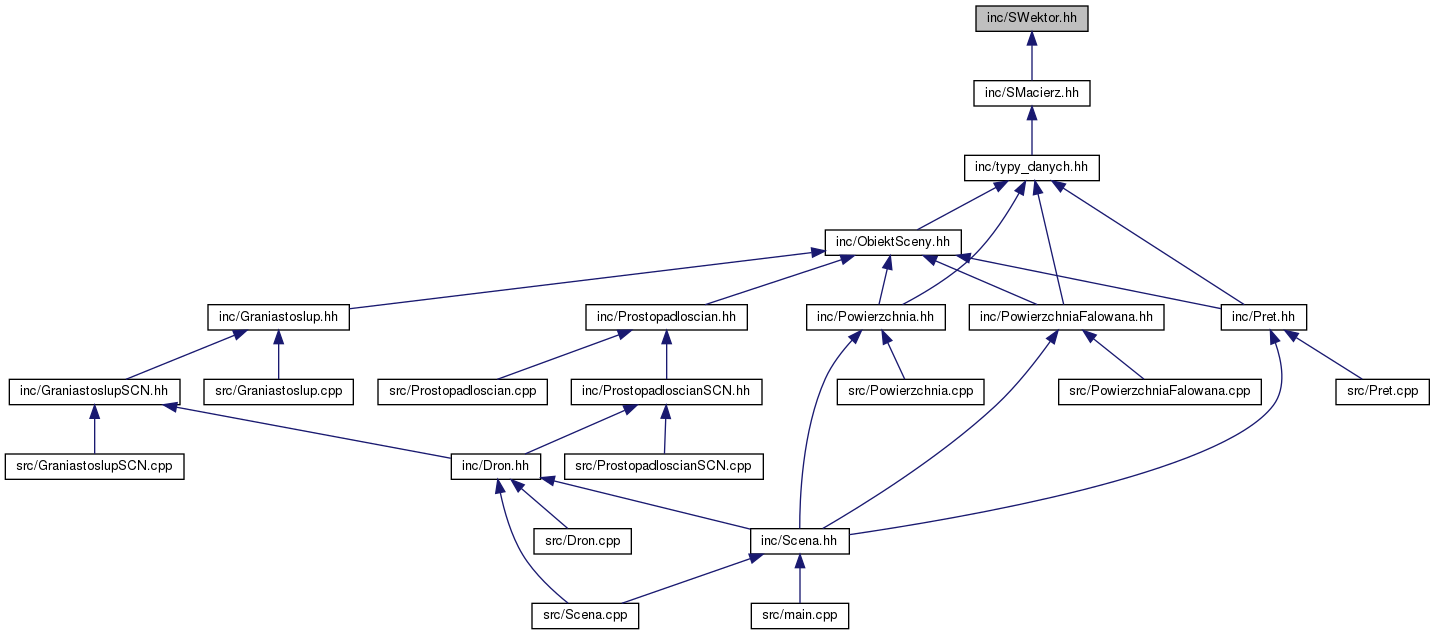 inc/SWektor.hh
inc/SMacierz.hh
inc/typy_danych.hh
inc/ObiektSceny.hh
inc/Graniastoslup.hh
inc/Prostopadloscian.hh
inc/Powierzchnia.hh
inc/PowierzchniaFalowana.hh
inc/Pret.hh
inc/GraniastoslupSCN.hh
src/Graniastoslup.cpp
src/Prostopadloscian.cpp
inc/ProstopadloscianSCN.hh
src/Powierzchnia.cpp
src/PowierzchniaFalowana.cpp
src/Pret.cpp
src/GraniastoslupSCN.cpp
inc/Dron.hh
src/ProstopadloscianSCN.cpp
src/Dron.cpp
inc/Scena.hh
src/Scena.cpp
src/main.cpp